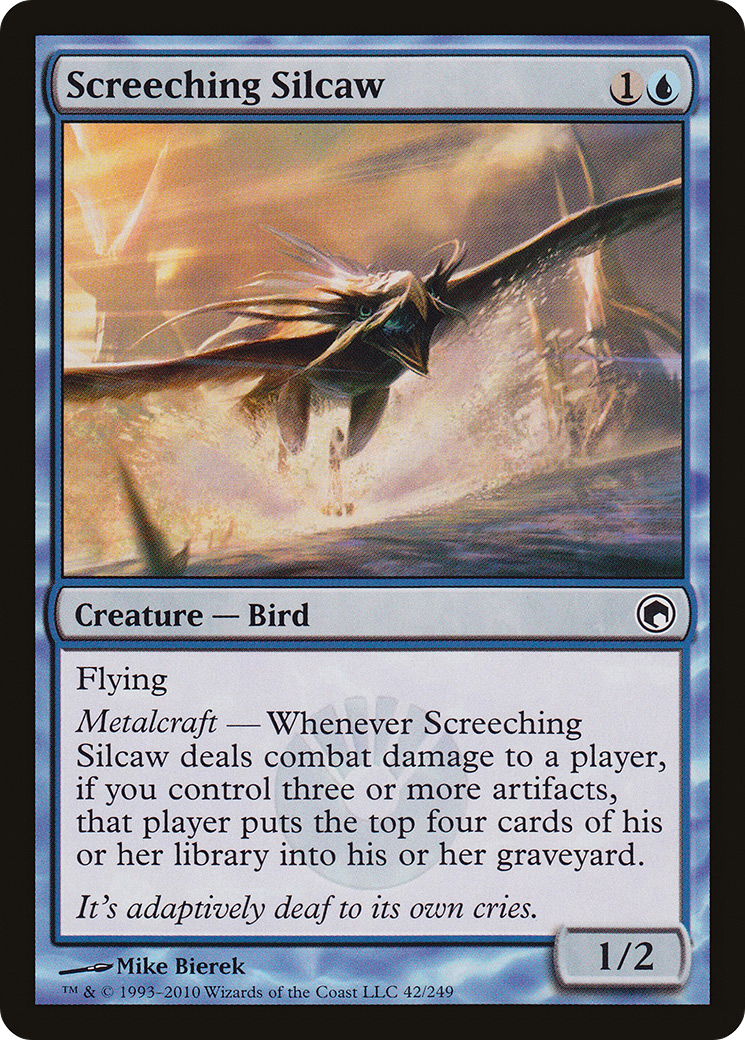 Screeching Silcaw
1
Creature — Bird
Flying
Metalcraft — Whenever Screeching
Silcaw deals combat damage to a player,
if you control three or more artifacts,
that player puts the top four cards of his
or her library into his or her graveyard.
It's adaptively deaf to its own cries.
1/2
Mike Bierek
™ & © 1993–2010 Wizards of the Coast LLC 42/249